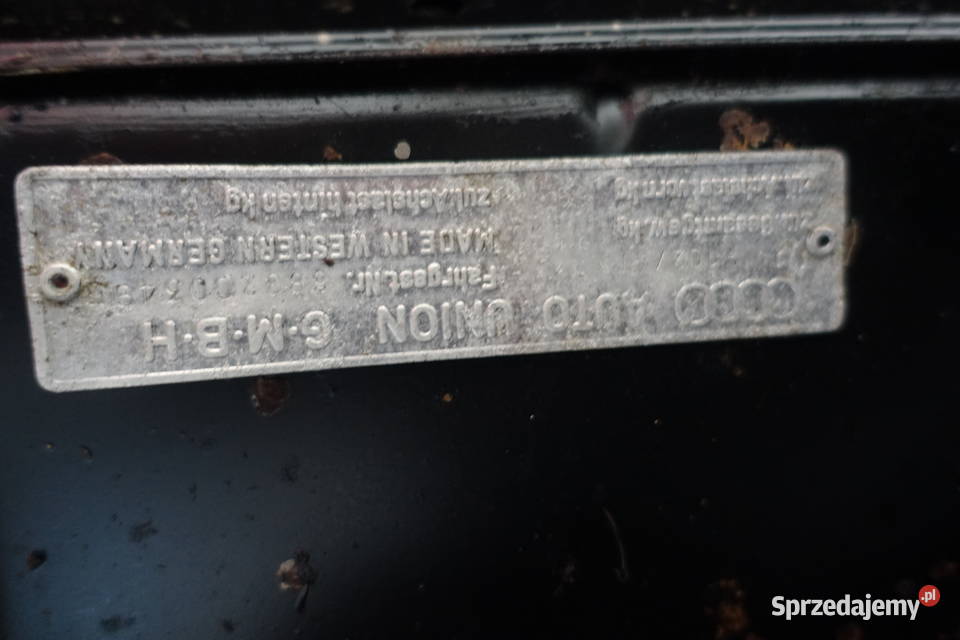 AUTO UNION G·M·B·H
Fahrgest.Nr.
MADE IN WESTERN GERMANY
zul. Gesamtgew. kg
zul. Achslast vorn kg
zul. Achslast hinten kg
Sprzedajemy.pl